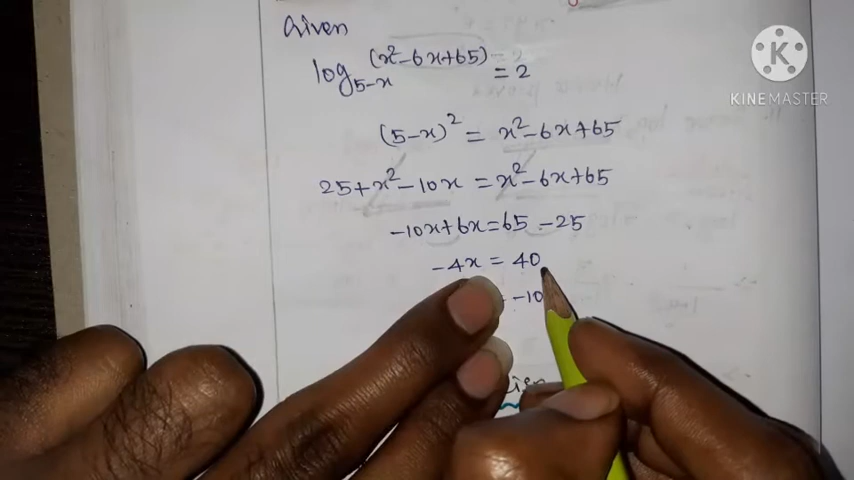 Given
log₅₋ₓ(x²-6x+65) = 2
(5-x)² = x²-6x+65
25+x²-10x = x²-6x+65
-10x+6x=65-25
-4x = 40
= -10
K
KINEMASTER